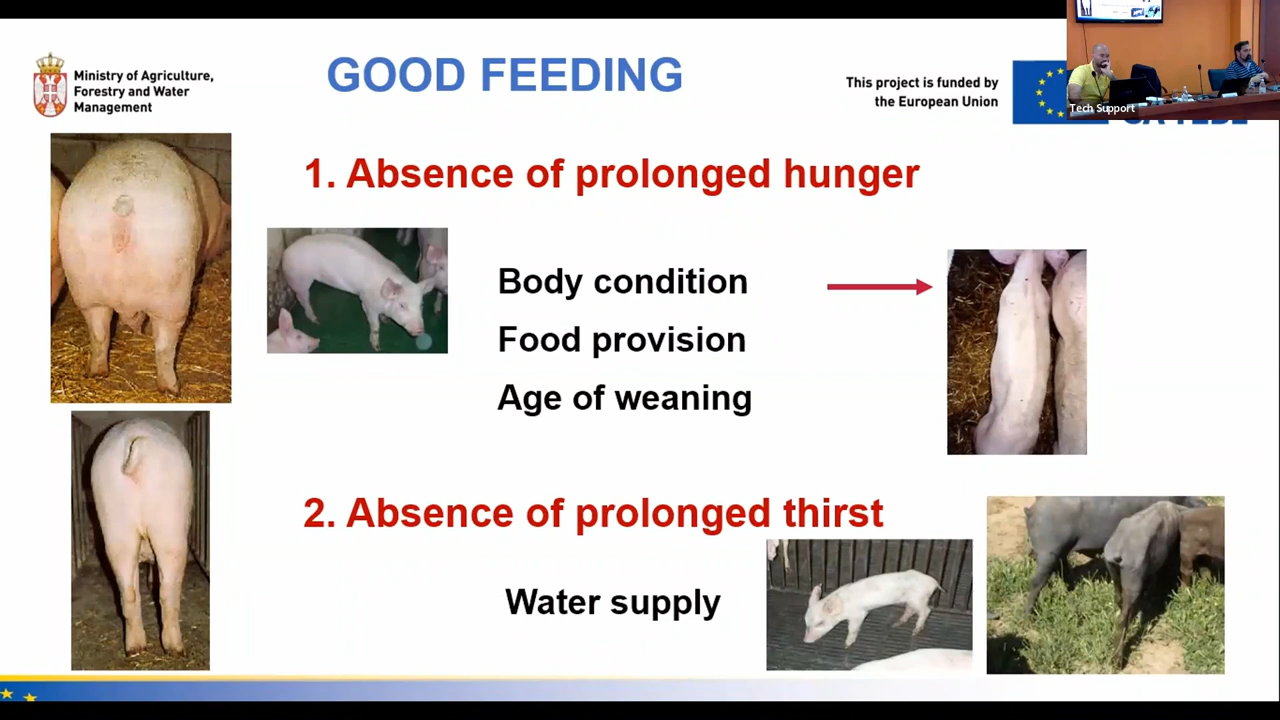 Ministry of Agriculture,
Forestry and Water
Management
GOOD FEEDING
This project is funded by
the European Union
Tech Support
1. Absence of prolonged hunger
Body condition
Food provision
Age of weaning
2. Absence of prolonged thirst
Water supply